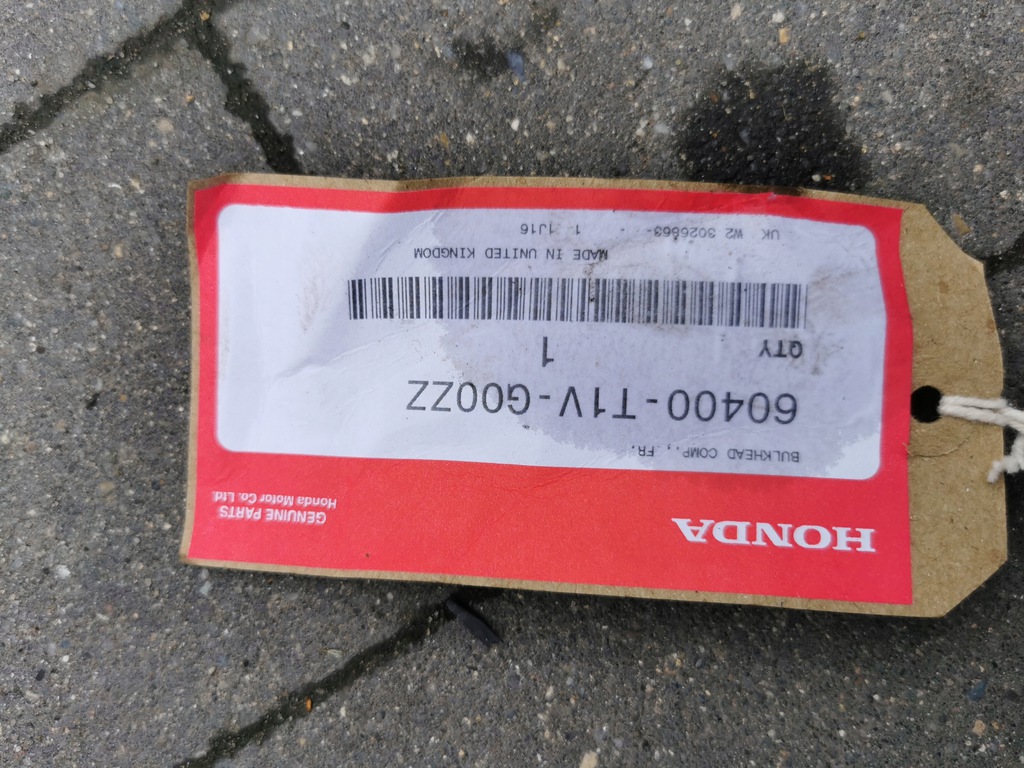 HONDA
GENUINE PARTS
Honda Motor Co. Ltd.
BULKHEAD COMP., FR.
60400-T1V-G00ZZ
QTY 1
MADE IN UNITED KINGDOM
UK W2 3026663- - 1 1J16